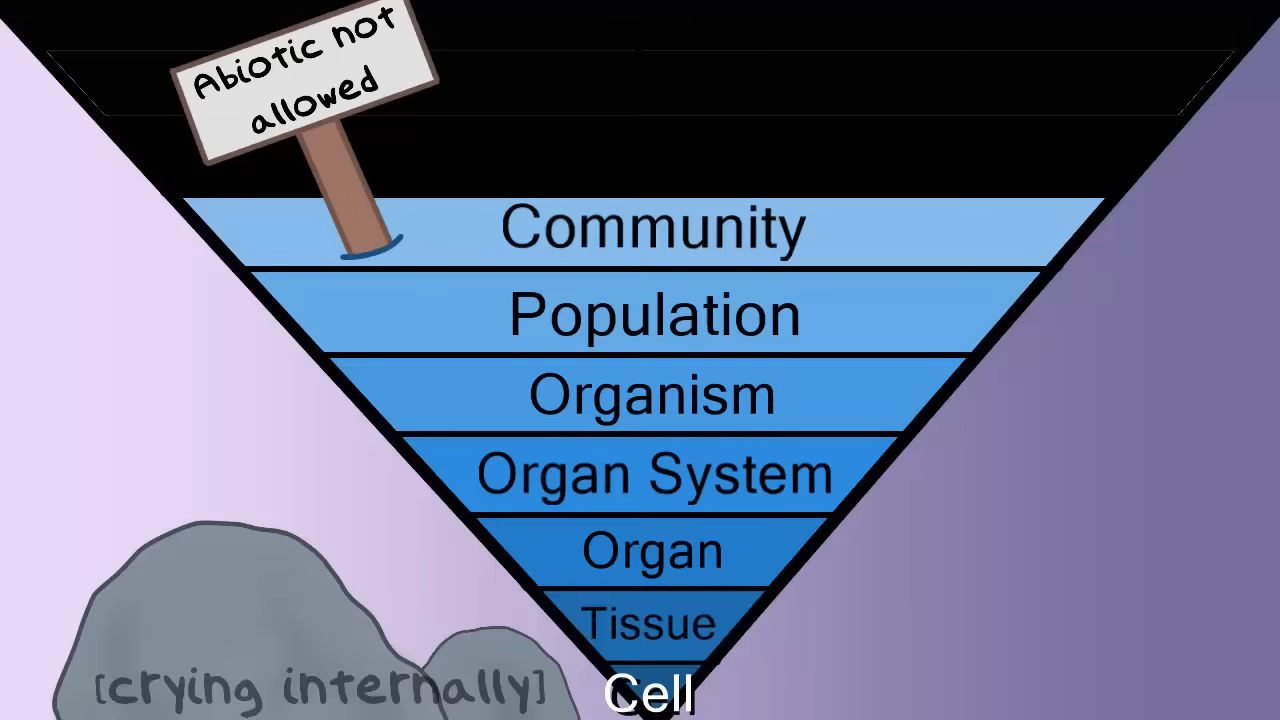 Abiotic not
allowed
Community
Population
Organism
Organ System
Organ
Tissue
Cell
[crying internally]